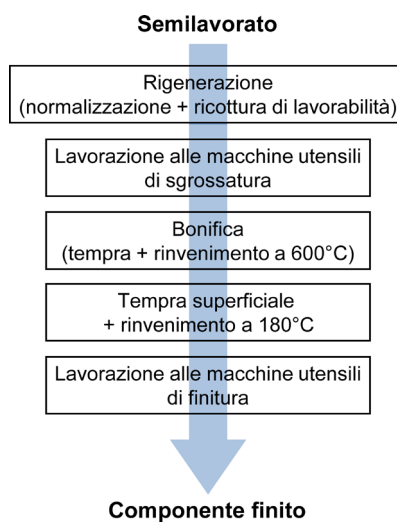 Semilavorato
Rigenerazione
(normalizzazione + ricottura di lavorabilità)
Lavorazione alle macchine utensili
di sgrossatura
Bonifica
(tempra + rinvenimento a 600°C)
Tempra superficiale
+ rinvenimento a 180°C
Lavorazione alle macchine utensili
di finitura
Componente finito